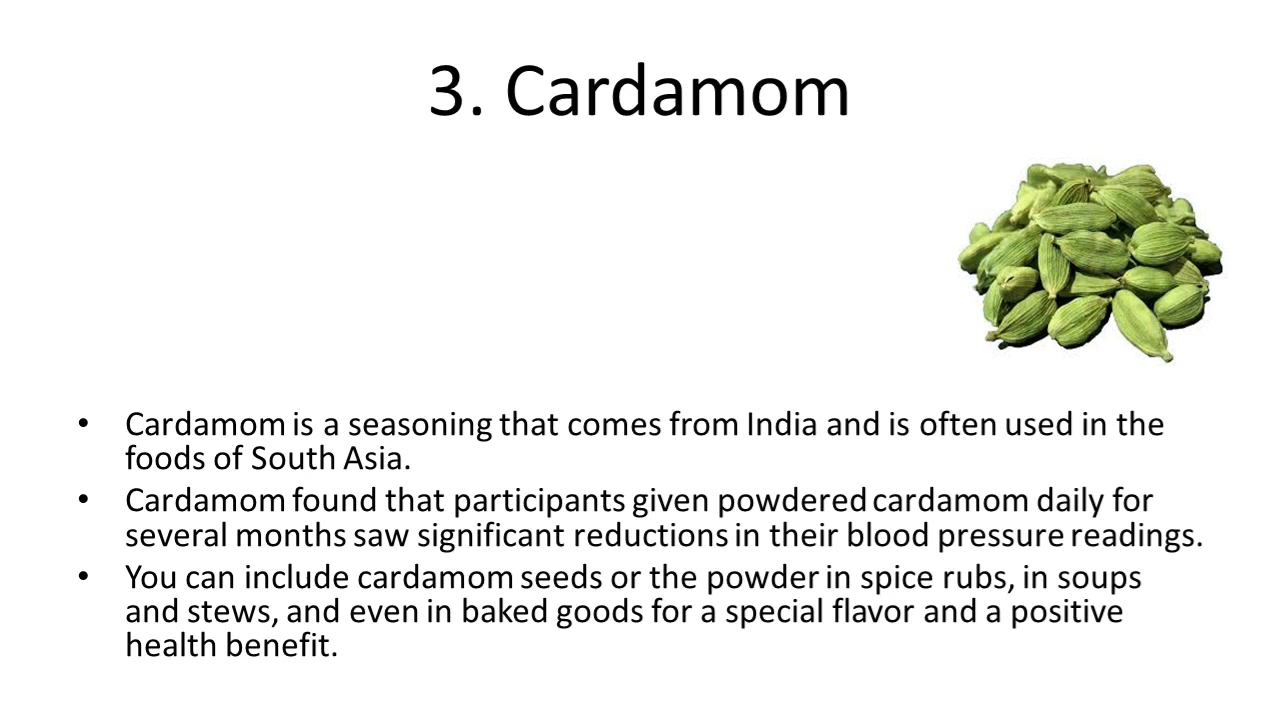 3. Cardamom
• Cardamom is a seasoning that comes from India and is often used in the
foods of South Asia.
• Cardamom found that participants given powdered cardamom daily for
several months saw significant reductions in their blood pressure readings.
• You can include cardamom seeds or the powder in spice rubs, in soups
and stews, and even in baked goods for a special flavor and a positive
health benefit.